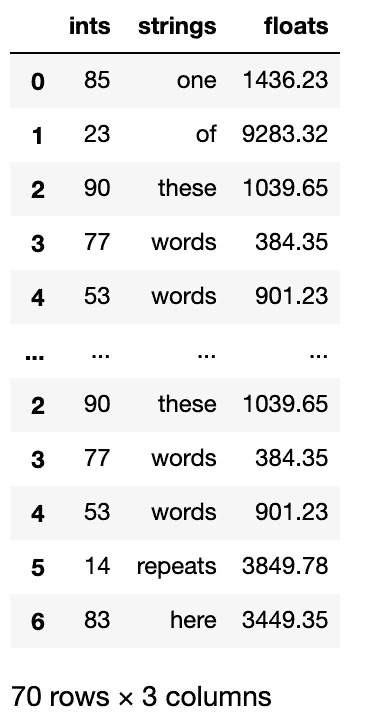 ints strings floats
0 85 one 1436.23
1 23 of 9283.32
2 90 these 1039.65
3 77 words 384.35
4 53 words 901.23
... ... ... ...
2 90 these 1039.65
3 77 words 384.35
4 53 words 901.23
5 14 repeats 3849.78
6 83 here 3449.35
70 rows × 3 columns